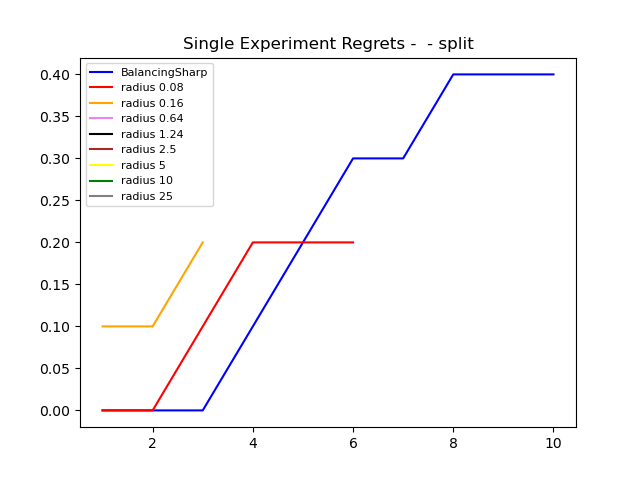 Single Experiment Regrets -  - split
BalancingSharp
radius 0.08
radius 0.16
radius 0.64
radius 1.24
radius 2.5
radius 5
radius 10
radius 25
0.40
0.35
0.30
0.25
0.20
0.15
0.10
0.05
0.00
2 4 6 8 10